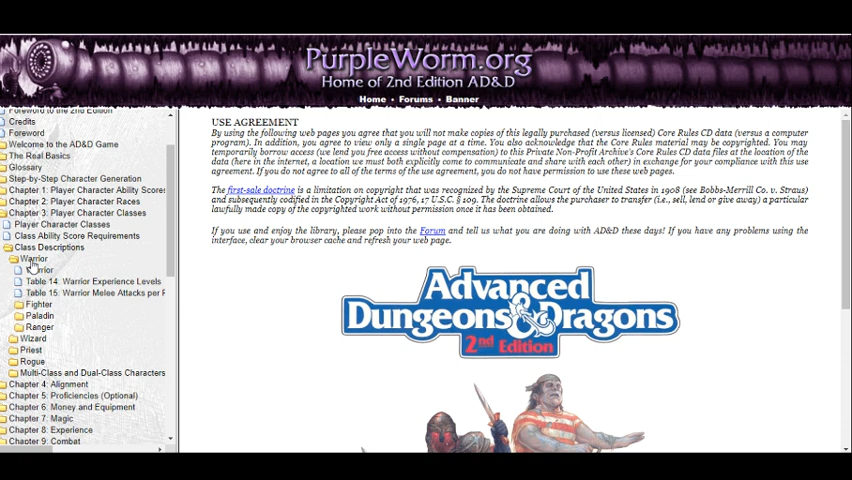 PurpleWorm.org
Home of 2nd Edition AD&D
Home • Forums • Banner
Foreword to the 2nd Edition
Credits
Foreword
Welcome to the AD&D Game
The Real Basics
Glossary
Step-by-Step Character Generation
Chapter 1: Player Character Ability Scores
Chapter 2: Player Character Races
Chapter 3: Player Character Classes
Player Character Classes
Class Ability Score Requirements
Class Descriptions
Warrior
Warrior
Table 14: Warrior Experience Levels
Table 15: Warrior Melee Attacks per R
Fighter
Paladin
Ranger
Wizard
Priest
Rogue
Multi-Class and Dual-Class Characters
Chapter 4: Alignment
Chapter 5: Proficiencies (Optional)
Chapter 6: Money and Equipment
Chapter 7: Magic
Chapter 8: Experience
Chapter 9: Combat
USE AGREEMENT
By using the following web pages you agree that you will not make copies of this legally purchased (versus licensed) Core Rules CD data (versus a computer
program). In addition, you agree to view only a single page at a time. You also acknowledge that the Core Rules material may be copyrighted. You may
temporarily borrow access (we lend you free access without compensation) to this Private Non-Profit Archive's Core Rules CD data files at the location of the
data (here in the internet, a location we must both explicitly come to communicate and share with each other) in exchange for your compliance with this use
agreement. If you do not agree to all of the terms of the use agreement, you do not have permission to use these web pages.
The first-sale doctrine is a limitation on copyright that was recognized by the Supreme Court of the United States in 1908 (see Bobbs-Merrill Co. v. Straus)
and subsequently codified in the Copyright Act of 1976, 17 U.S.C. § 109. The doctrine allows the purchaser to transfer (i.e., sell, lend or give away) a particular
lawfully made copy of the copyrighted work without permission once it has been obtained.
If you use and enjoy the library, please pop into the Forum and tell us what you are doing with AD&D these days! If you have any problems using the
interface, clear your browser cache and refresh your web page.
Advanced
Dungeons & Dragons
2nd Edition